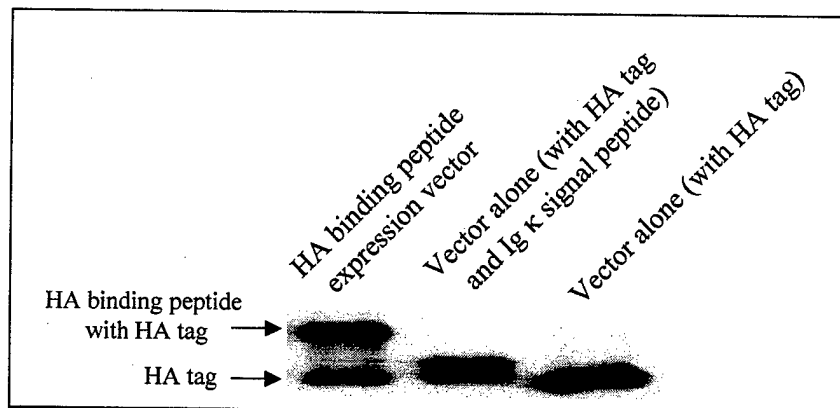 HA binding peptide
expression vector
Vector alone (with HA tag
and Ig κ signal peptide)
Vector alone (with HA tag)
HA binding peptide
with HA tag
HA tag